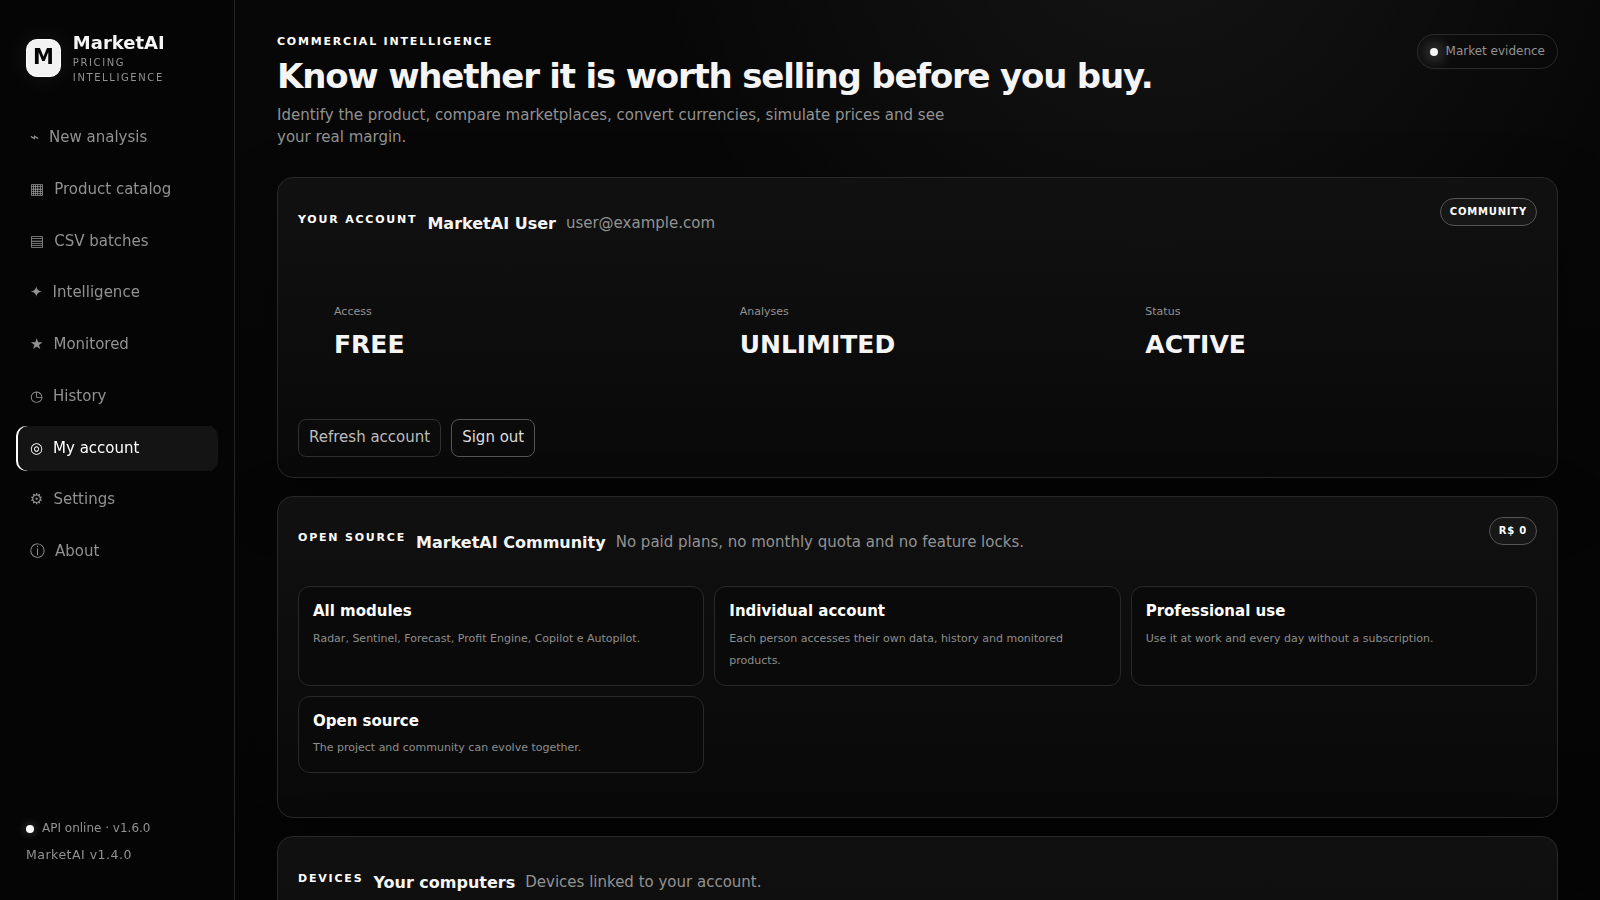 M
MarketAI
PRICING
INTELLIGENCE
New analysis
Product catalog
CSV batches
Intelligence
Monitored
History
My account
Settings
About
API online · v1.6.0
MarketAI v1.4.0
COMMERCIAL INTELLIGENCE
Know whether it is worth selling before you buy.
Identify the product, compare marketplaces, convert currencies, simulate prices and see
your real margin.
Market evidence
YOUR ACCOUNT MarketAI User user@example.com
COMMUNITY
Access
FREE
Analyses
UNLIMITED
Status
ACTIVE
Refresh account
Sign out
OPEN SOURCE MarketAI Community No paid plans, no monthly quota and no feature locks.
R$ 0
All modules
Radar, Sentinel, Forecast, Profit Engine, Copilot e Autopilot.
Individual account
Each person accesses their own data, history and monitored
products.
Professional use
Use it at work and every day without a subscription.
Open source
The project and community can evolve together.
DEVICES Your computers Devices linked to your account.